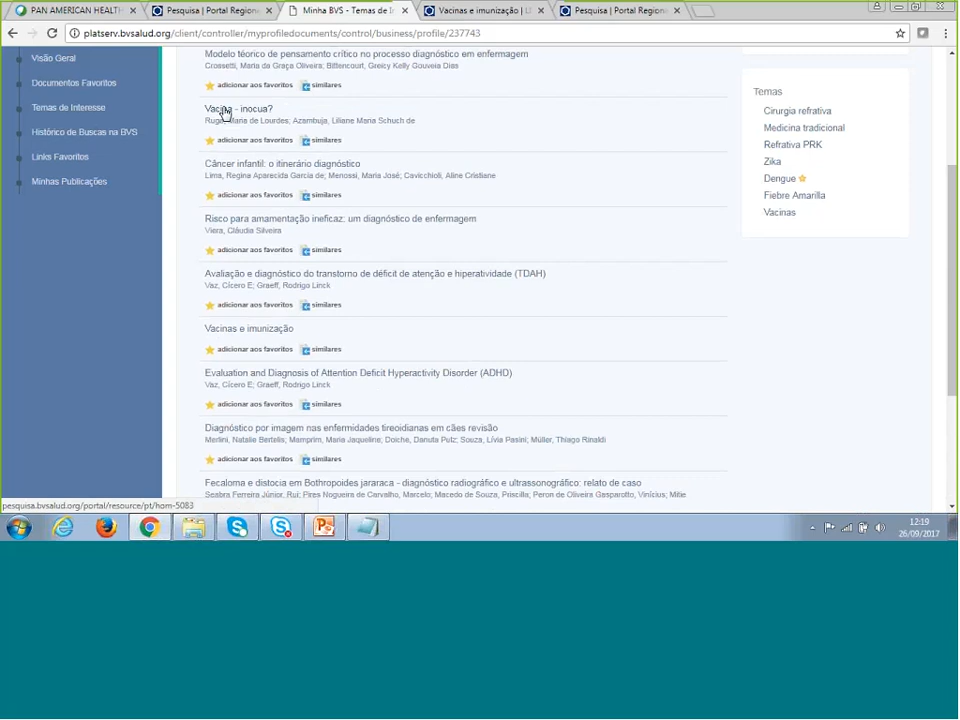 PAN AMERICAN HEALTH
Pesquisa | Portal Region
Minha BVS - Temas de In
Vacinas e imunização |
Pesquisa | Portal Region
platserv.bvsalud.org/client/controller/myprofiledocuments/control/business/profile/237743
Visão Geral
Documentos Favoritos
Temas de Interesse
Histórico de Buscas na BVS
Links Favoritos
Minhas Publicações
Modelo teórico de pensamento crítico no processo diagnóstico em enfermagem
Crossetti, Maria da Graça Oliveira; Bittencourt, Greicy Kelly Gouveia Dias
adicionar aos favoritos similares
Vacina - inocua?
Maria de Lourdes; Azambuja, Liliane Maria Schuch de
adicionar aos favoritos similares
Câncer infantil: o itinerário diagnóstico
Lima, Regina Aparecida Garcia de; Menossi, Maria José; Cavicchioli, Aline Cristiane
adicionar aos favoritos similares
Risco para amamentação ineficaz: um diagnóstico de enfermagem
Viera, Cláudia Silveira
adicionar aos favoritos similares
Avaliação e diagnóstico do transtorno de déficit de atenção e hiperatividade (TDAH)
Vaz, Cícero E; Graeff, Rodrigo Linck
adicionar aos favoritos similares
Vacinas e imunização
adicionar aos favoritos similares
Evaluation and Diagnosis of Attention Deficit Hyperactivity Disorder (ADHD)
Vaz, Cícero E; Graeff, Rodrigo Linck
adicionar aos favoritos similares
Diagnóstico por imagem nas enfermidades tireoidianas em cães revisão
Merlini, Natalie Bertelis; Mamprim, Maria Jaqueline; Doiche, Danuta Pulz; Souza, Lívia Pasini; Müller, Thiago Rinaldi
adicionar aos favoritos similares
Fecaloma e distocia em Bothropoides jararaca - diagnóstico radiográfico e ultrassonográfico: relato de caso
Seabra Ferreira Júnior, Rui; Pires Nogueira de Carvalho, Marcelo; Macedo de Souza, Priscilla; Peron de Oliveira Gasparotto, Vinícius; Mitie
Temas
Cirurgia refrativa
Medicina tradicional
Refrativa PRK
Zika
Dengue
Fiebre Amarilla
Vacinas
pesquisa.bvsalud.org/portal/resource/pt/hom-5083
12:19
26/09/2017